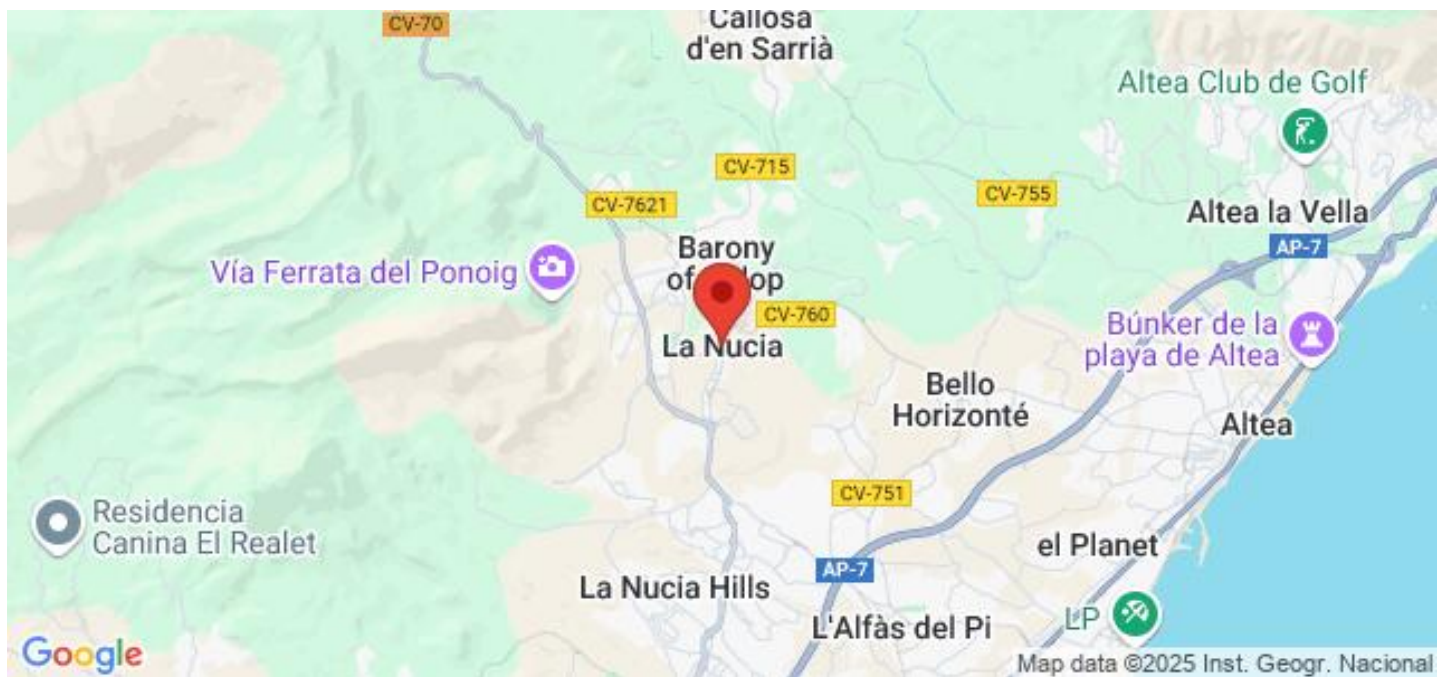 CV-70
Callosa
d'en Sarrià
Altea Club de Golf
CV-715
CV-755
CV-7621
Altea la Vella
AP-7
Barony
Vía Ferrata del Ponoig
CV-760
La Nucia
Búnker de la
playa de Altea
Bello
Horizonté
Altea
CV-751
Residencia
Canina El Realet
el Planet
AP-7
La Nucia Hills
L'Alfàs del Pi
LP
Google
Map data ©2025 Inst. Geogr. Nacional